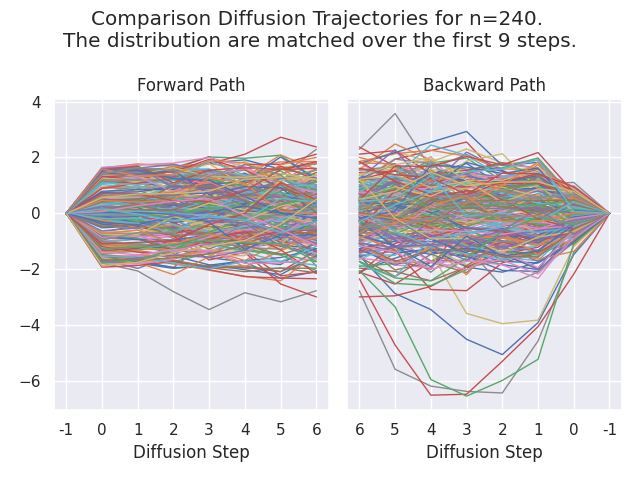 Comparison Diffusion Trajectories for n=240.
The distribution are matched over the first 9 steps.
Forward Path
Backward Path
4
2
0
−2
−4
−6
-1 0 1 2 3 4 5 6
6 5 4 3 2 1 0 -1
Diffusion Step
Diffusion Step